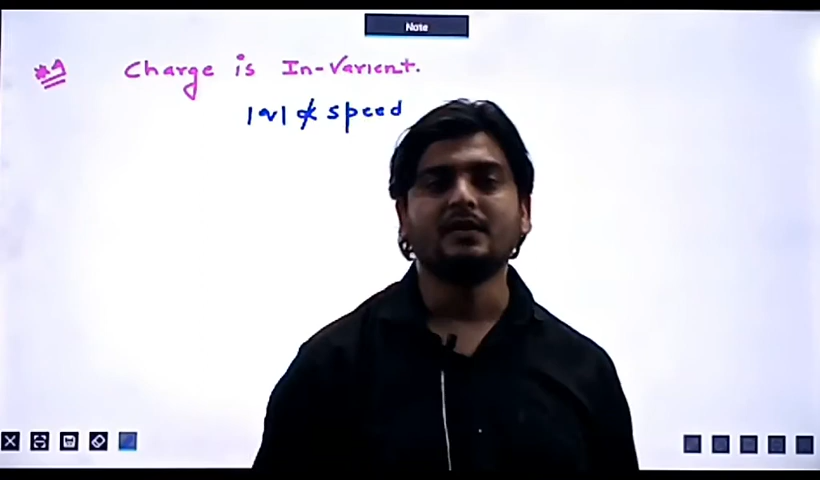 Note
*1 Charge is In-Varient.
|q| ∝̸ speed